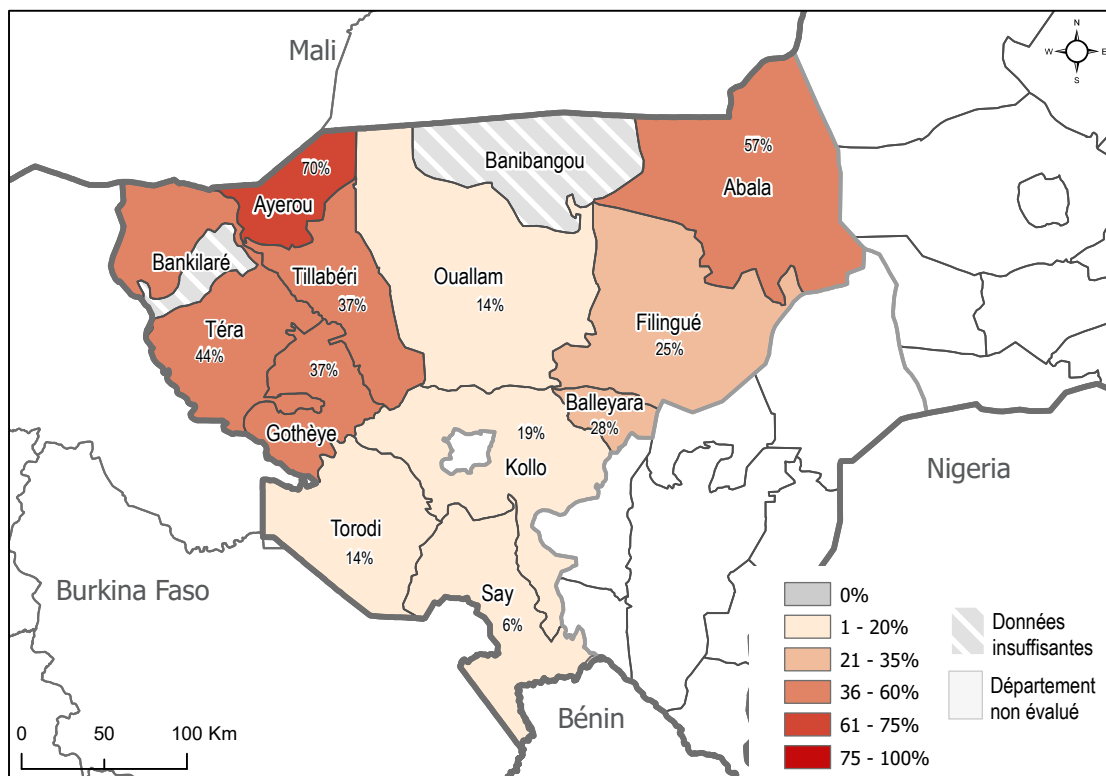 Mali
N
W
E
S
Banibangou
57%
Abala
70%
Ayerou
Bankilaré
Tillabéri
37%
Ouallam
14%
Filingué
25%
Téra
44%
37%
Balleyara
28%
Gothèye
19%
Kollo
Nigeria
Torodi
14%
Say
6%
Burkina Faso
Bénin
0%
1 - 20%
21 - 35%
36 - 60%
61 - 75%
75 - 100%
Données
insuffisantes
Département
non évalué
0 50 100 Km